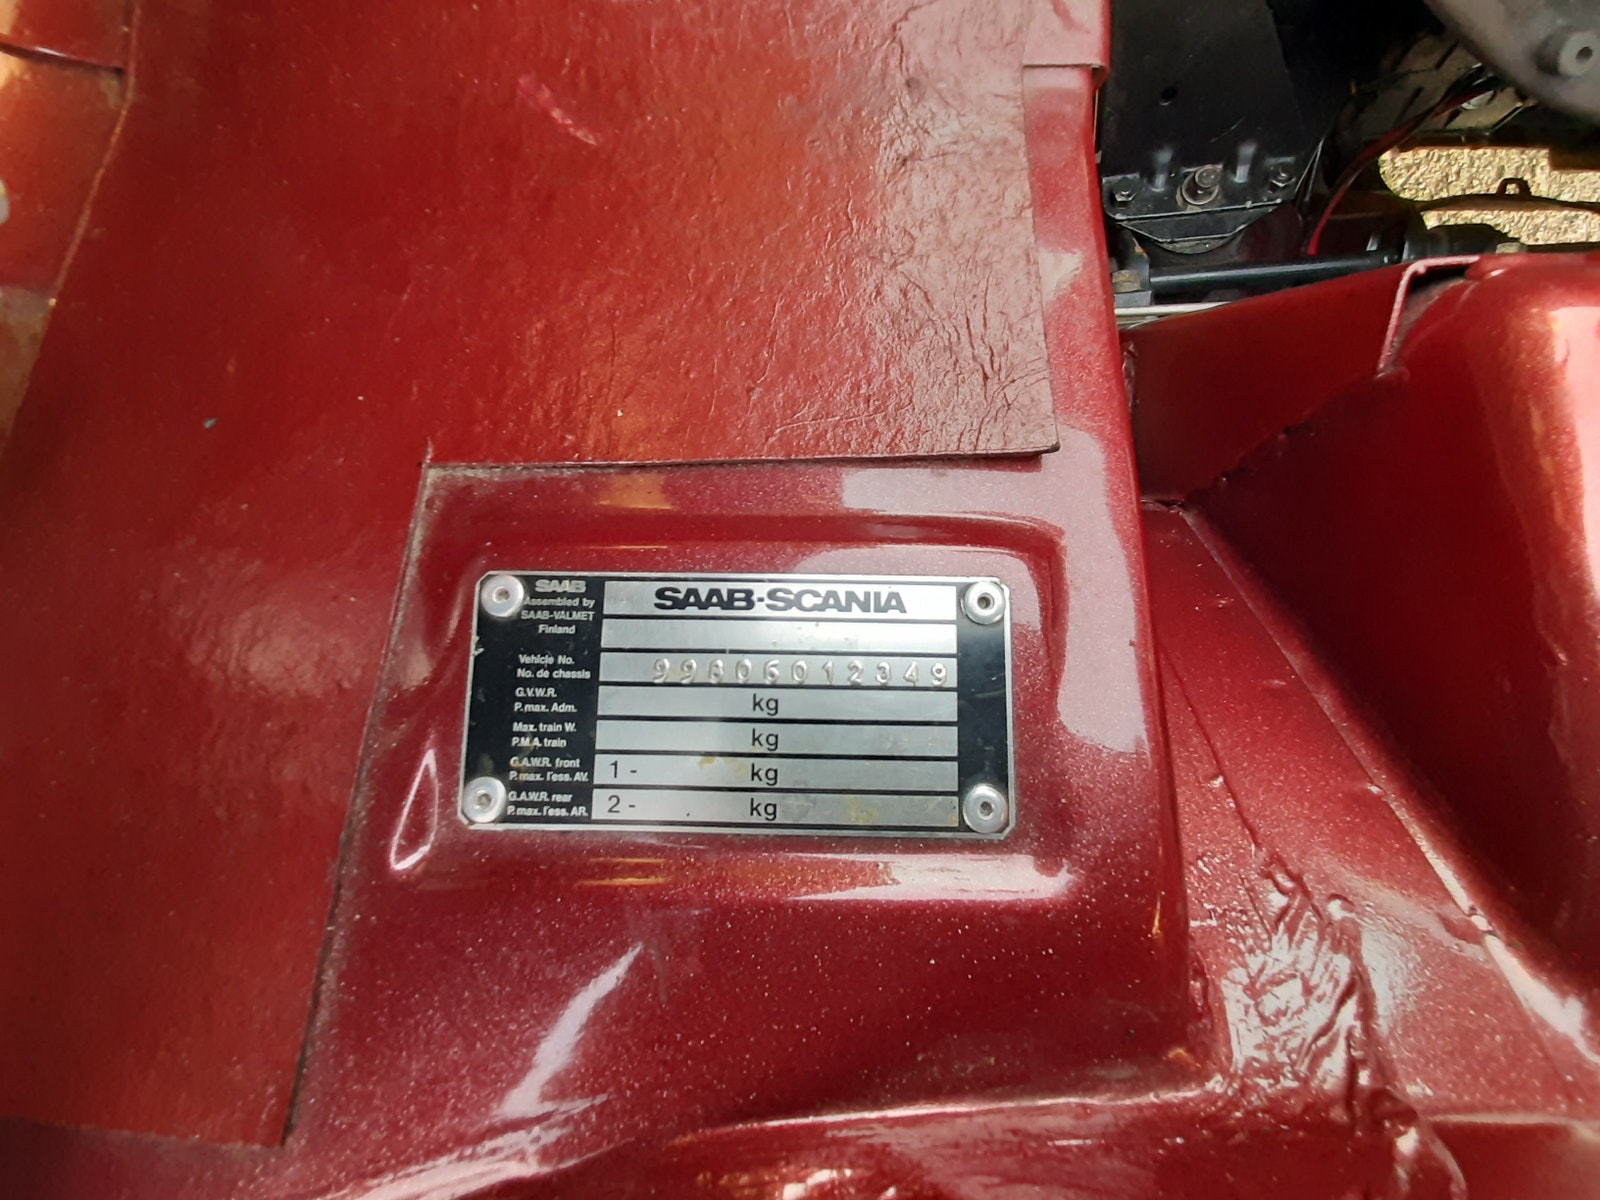 SAAB
Assembled by
SAAB-VALMET
Finland
SAAB-SCANIA
Vehicle No.
No. de chassis
99805012349
G.V.W.R.
P.max. Adm.
kg
Max. train W.
P.M.A. train
kg
G.A.W.R. front
P.max. l'ess. AV.
1- kg
G.A.W.R. rear
P.max. l'ess. AR.
2- kg